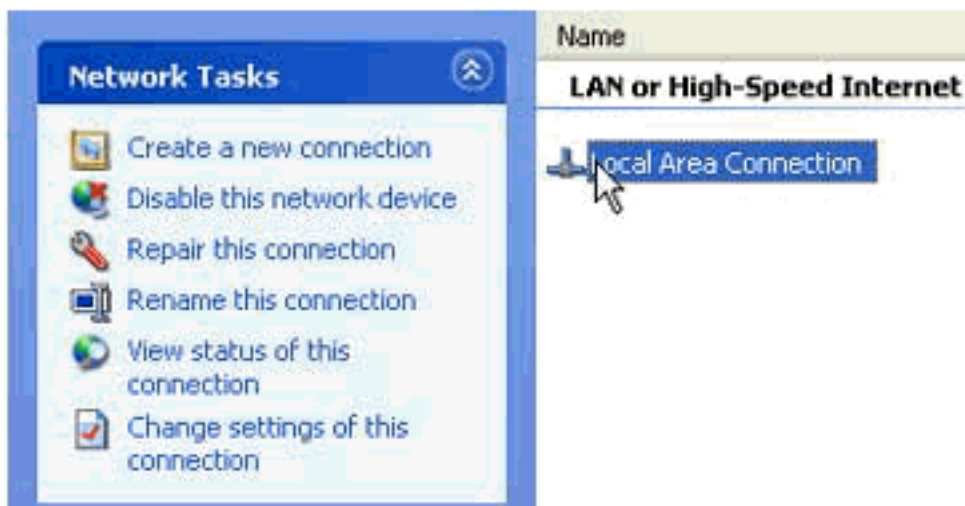 Network Tasks
Create a new connection
Disable this network device
Repair this connection
Rename this connection
View status of this
connection
Change settings of this
connection
Name
LAN or High-Speed Internet
Local Area Connection